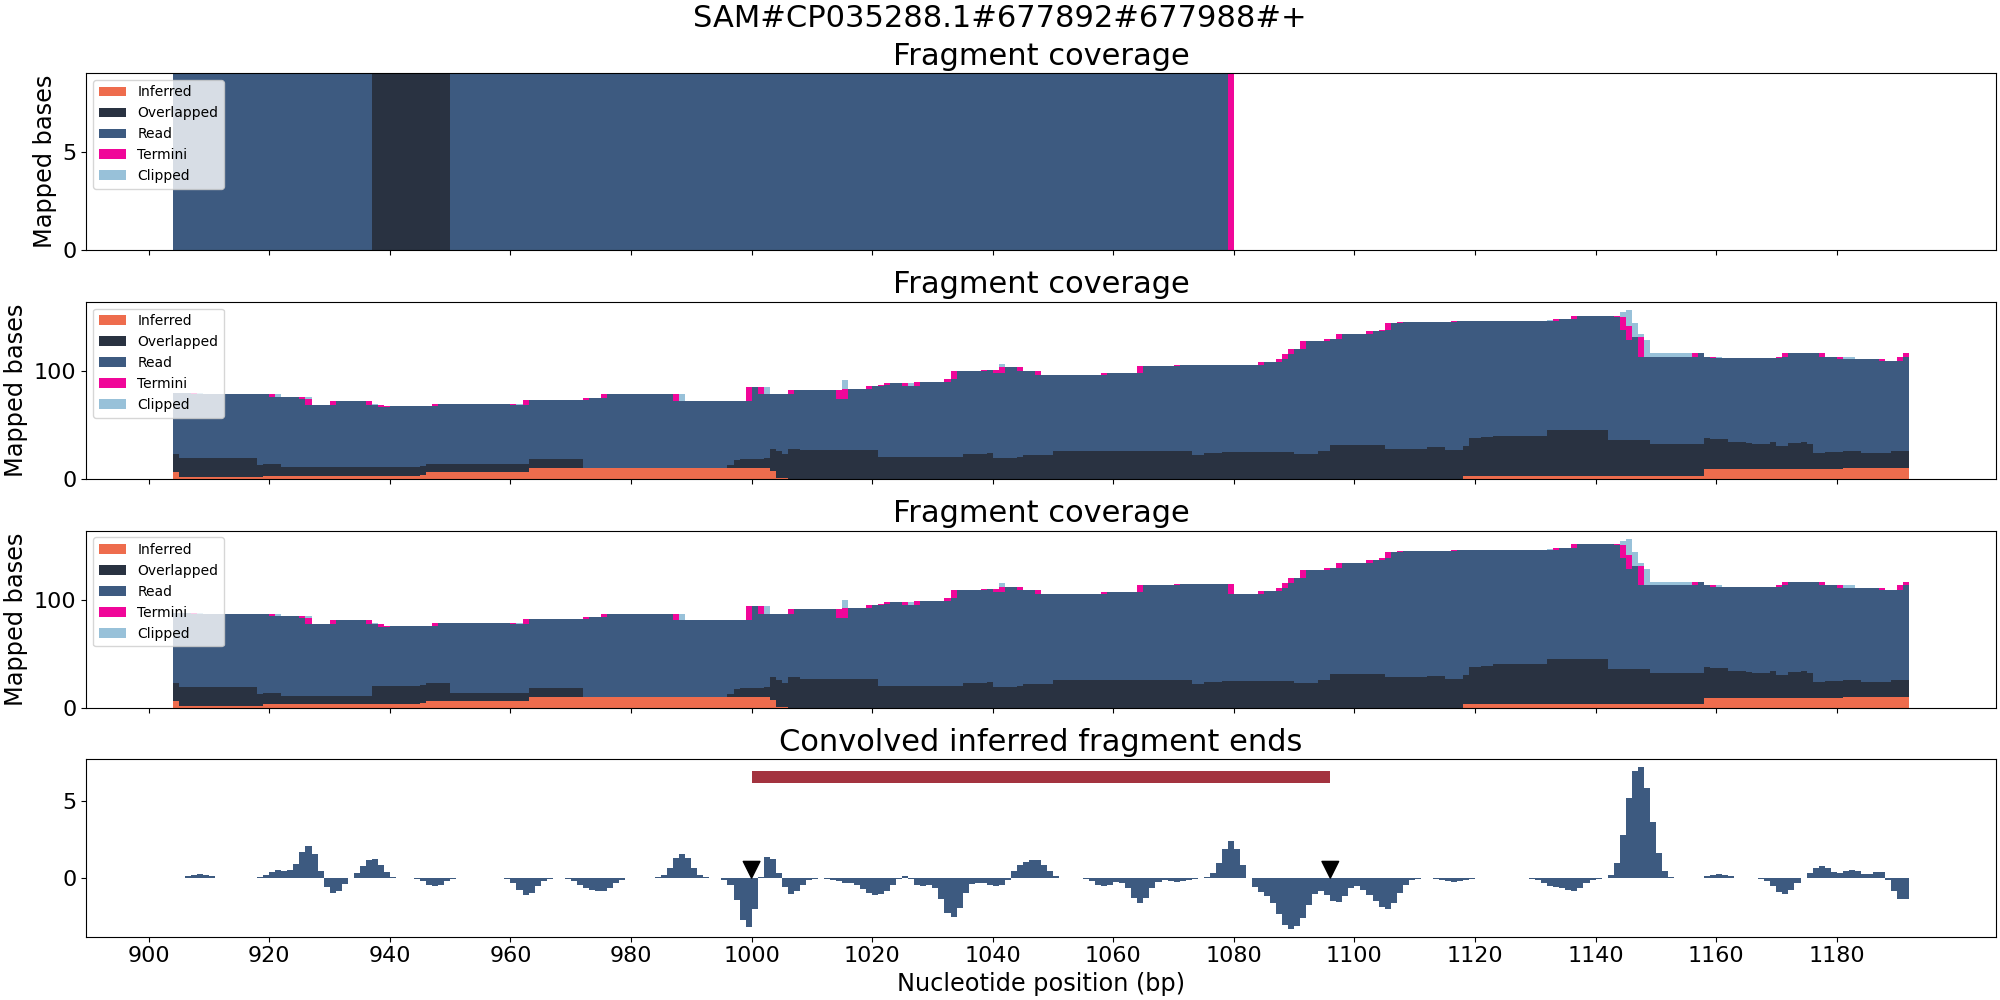 SAM#CP035288.1#677892#677988#+
Fragment coverage
Mapped bases
5
0
Inferred
Overlapped
Read
Termini
Clipped
Fragment coverage
Mapped bases
100
0
Inferred
Overlapped
Read
Termini
Clipped
Fragment coverage
Mapped bases
100
0
Inferred
Overlapped
Read
Termini
Clipped
Convolved inferred fragment ends
5
0
900 920 940 960 980 1000 1020 1040 1060 1080 1100 1120 1140 1160 1180
Nucleotide position (bp)